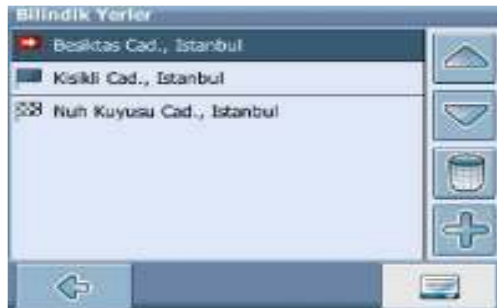 Bilindik Yerler
Besiktas Cad., Istanbul
Kisikli Cad., Istanbul
Nuh Kuyusu Cad., Istanbul